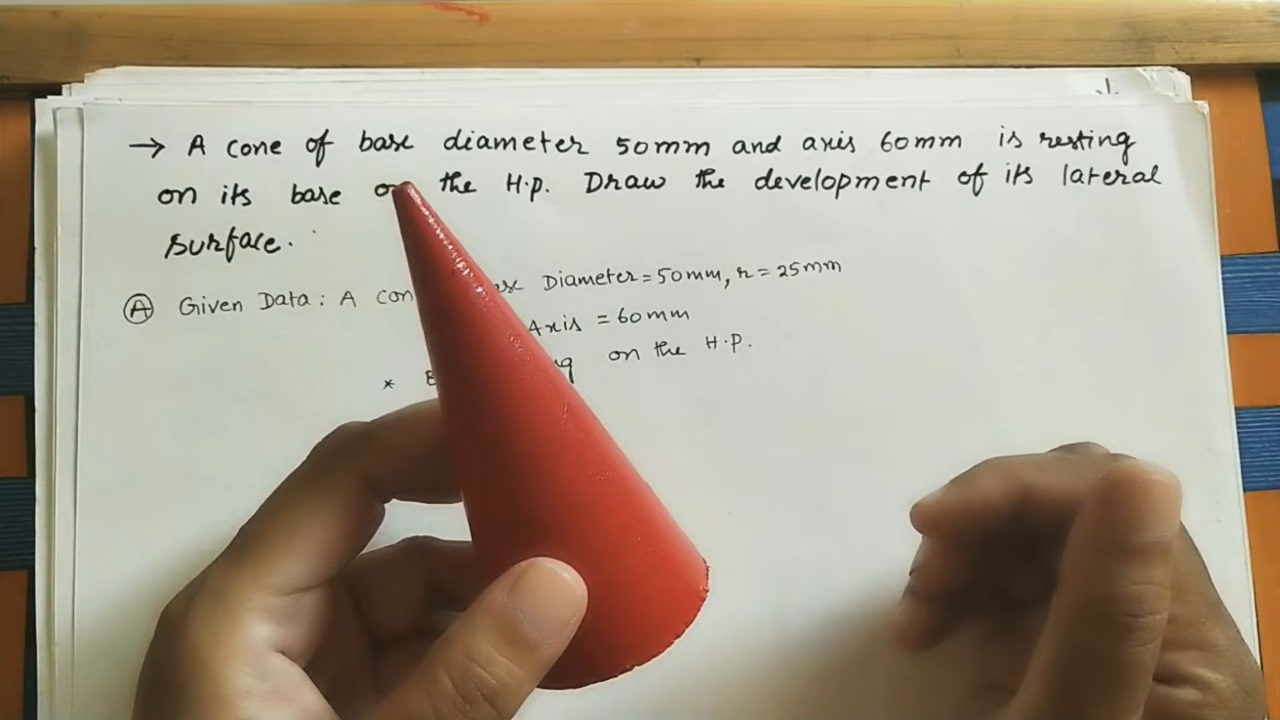 → A cone of base diameter 50mm and axis 60mm is resting
on its base on the H.P. Draw the development of its lateral
surface.
Ⓐ Given Data: A Con Diameter=50mm, r=25mm
Axis = 60mm
* on the H.P.